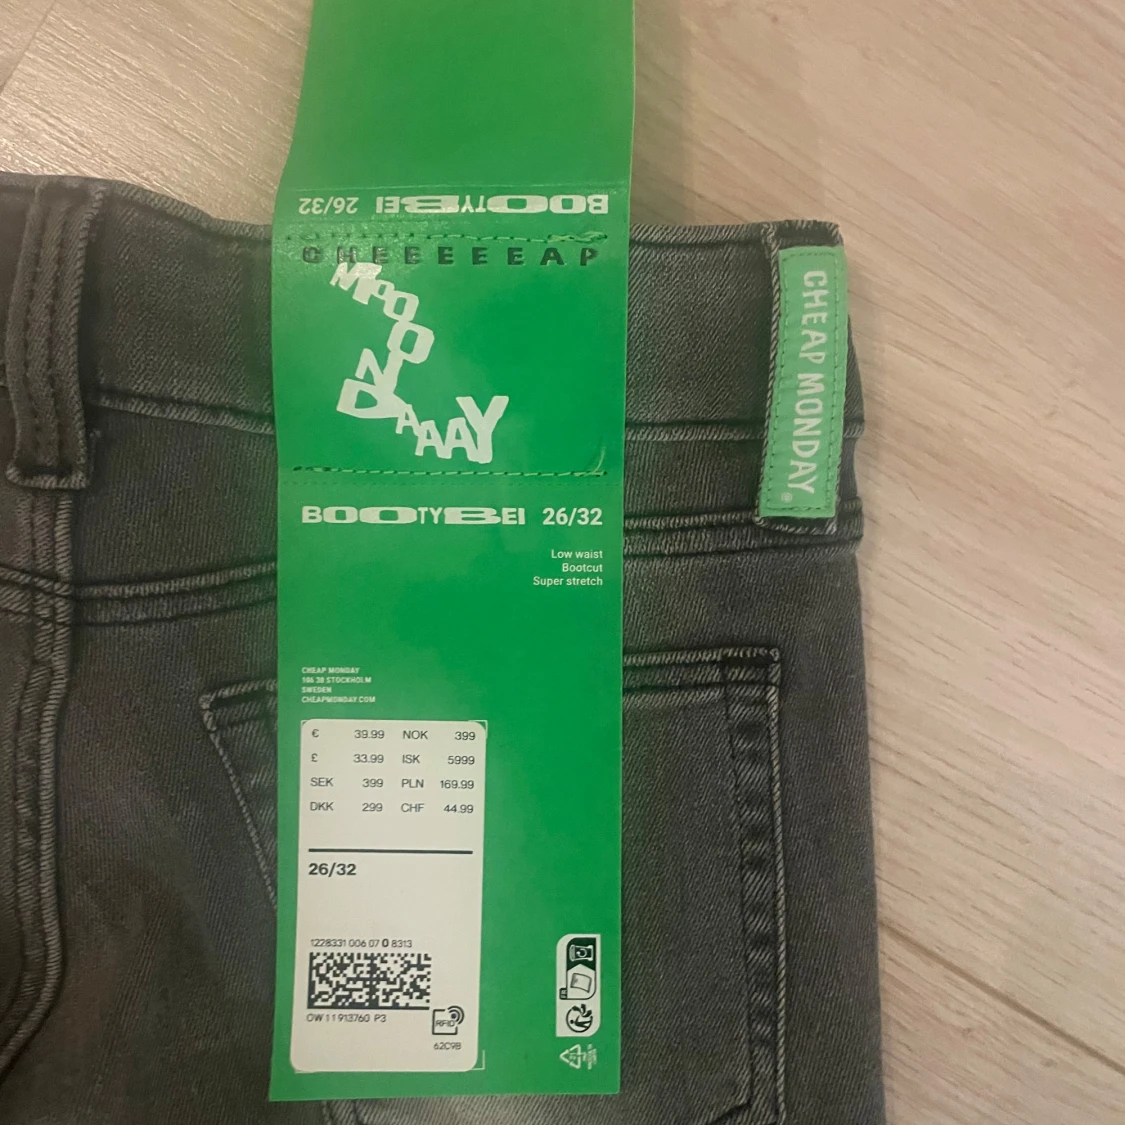 BOOTYBEI 26/32
CHEEEEEEAP
MOOONDAAAAY
CHEAP MONDAY®
BOOTYBEI 26/32
Low waist
Bootcut
Super stretch
CHEAP MONDAY
106 38 STOCKHOLM
SWEDEN
CHEAPMONDAY.COM
€ 39.99 NOK 399
£ 33.99 ISK 5999
SEK 399 PLN 169.99
DKK 299 CHF 44.99
26/32
1228331 006 07 0 8313
OW 11913760 P3
RFID
62C9B